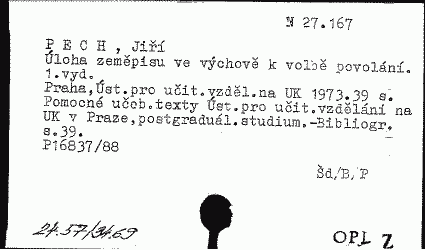 N 27.167
P E C H , Jiří
Úloha zeměpisu ve výchově k volbě povolání.
1.vyd.
Praha,Úst.pro učit.vzděl.na UK 1973.39 s.
Pomocné učeb.texty Úst.pro učit.vzdělání na
UK v Praze,postgraduál.studium.-Bibliogr.
s.39.
P16837/88
Šd/B/P
24.57/34.69
OPL Z